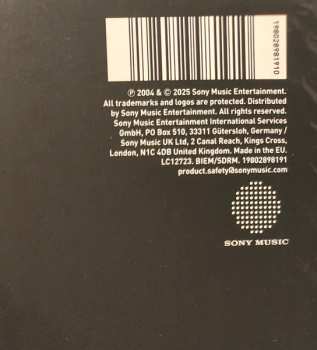 19802898191
℗ 2004 & © 2025 Sony Music Entertainment.
All trademarks and logos are protected. Distributed
by Sony Music Entertainment. All rights reserved.
Sony Music Entertainment International Services
GmbH, PO Box 510, 33311 Gütersloh, Germany /
Sony Music UK Ltd, 2 Canal Reach, Kings Cross,
London, N1C 4DB United Kingdom. Made in the EU.
LC12723. BIEM/SDRM. 19802898191
product.safety@sonymusic.com
SONY MUSIC